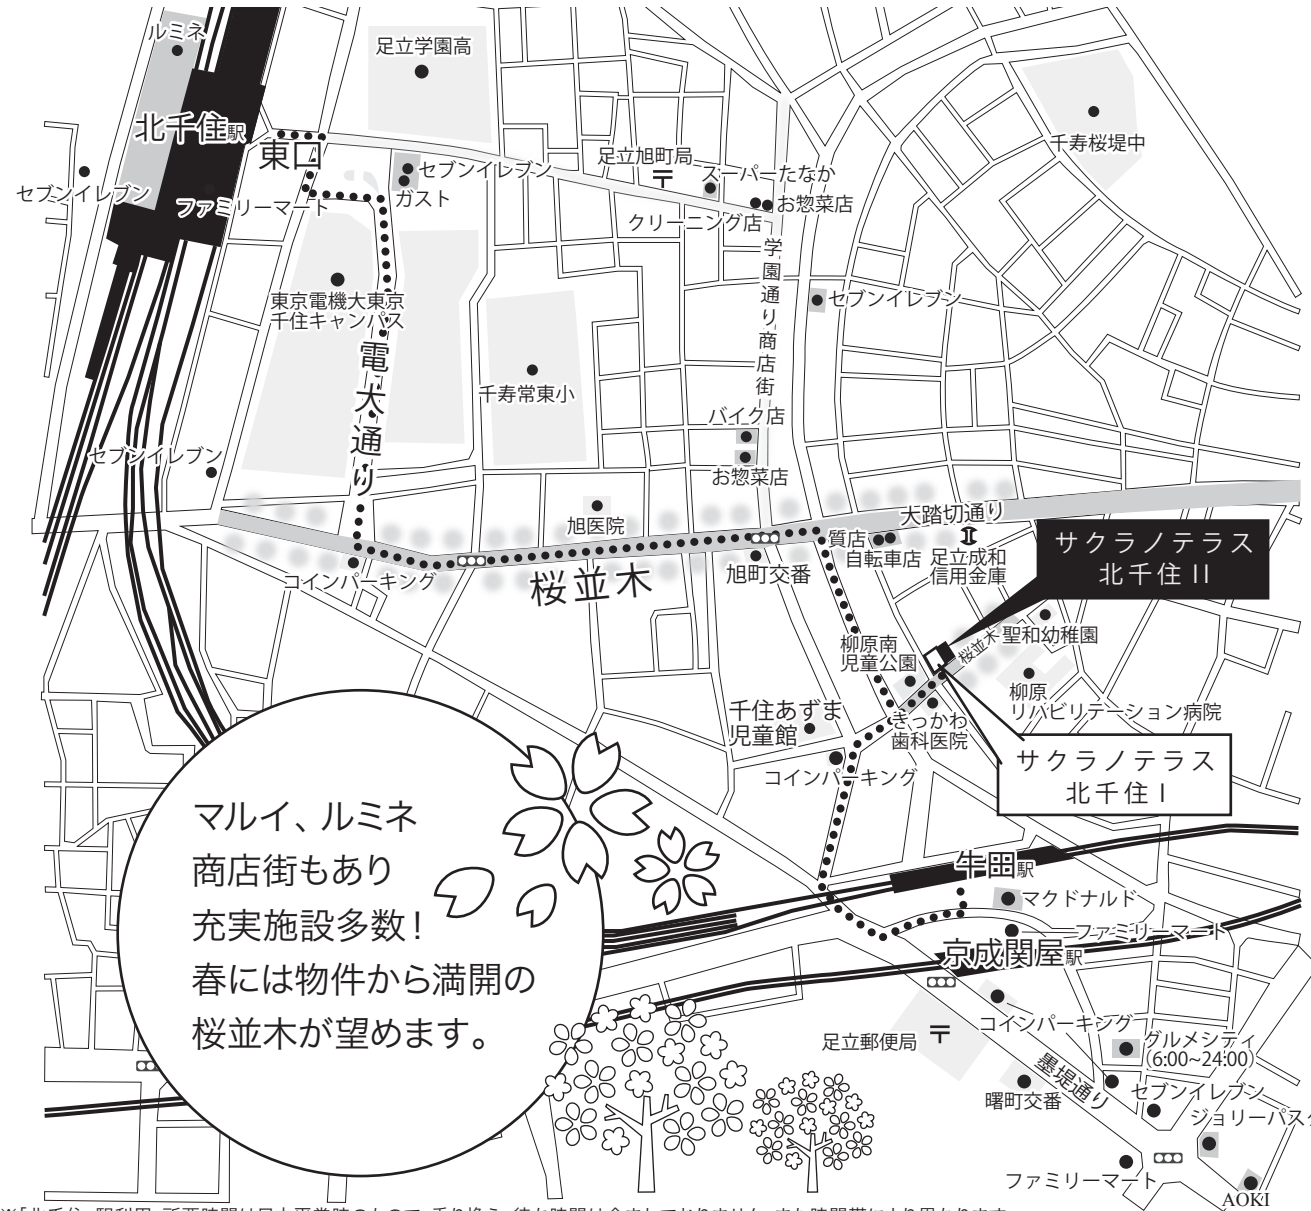 ルミネ
足立学園高
北千住駅
東口
千寿桜堤中
足立旭町局
セブンイレブン
スーパーたなか
セブンイレブン
ファミリーマート
ガスト
お惣菜店
クリーニング店
学園通り商店街
東京電機大東京
千住キャンパス
セブンイレブン
電大通り
千寿常東小
バイク店
セブンイレブン
お惣菜店
旭医院
大踏切通り
質店
自転車店
足立成和
信用金庫
サクラノテラス
北千住 II
コインパーキング
桜並木
旭町交番
桜並木
聖和幼稚園
柳原南
児童公園
柳原
リハビリテーション病院
千住あずま
児童館
きっかわ
歯科医院
コインパーキング
サクラノテラス
北千住 I
マルイ、ルミネ
商店街もあり
充実施設多数!
春には物件から満開の
桜並木が望めます。
牛田駅
マクドナルド
ファミリーマート
京成関屋駅
コインパーキング
足立郵便局
グルメシティ
(6:00~24:00)
墨堤通り
曙町交番
セブンイレブン
ジョリーパスタ
ファミリーマート
AOKI